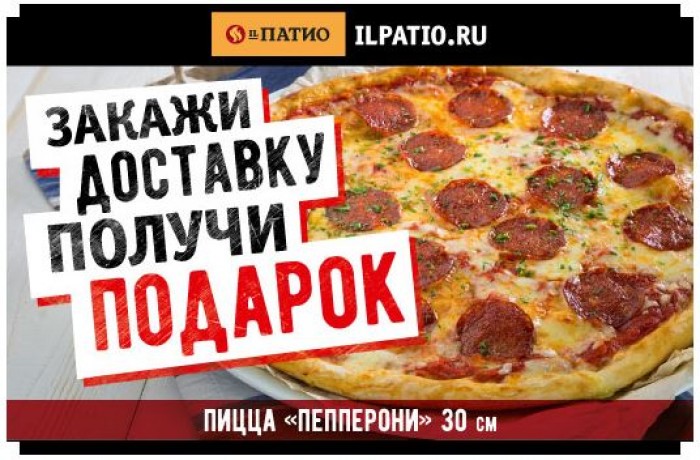 IL ПАТИО ILPATIO.RU
ЗАКАЖИ
ДОСТАВКУ
ПОЛУЧИ
ПОДАРОК
ПИЦЦА «ПЕППЕРОНИ» 30 СМ